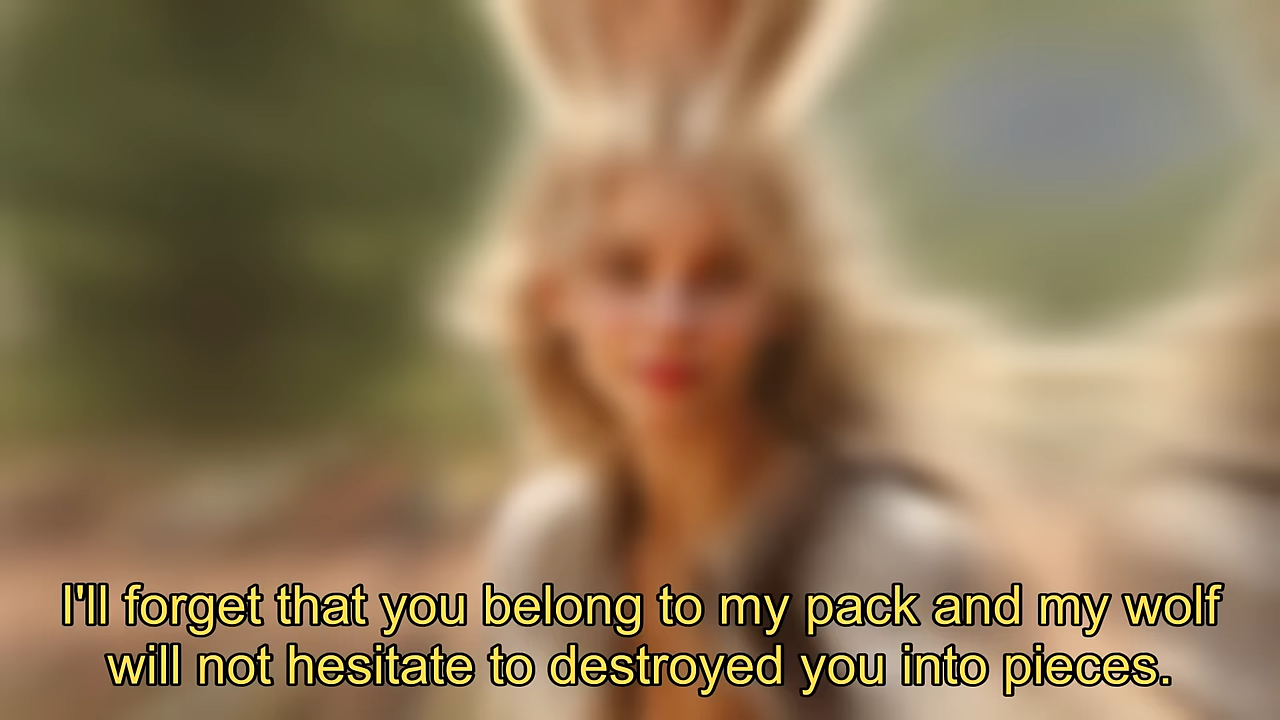 I'll forget that you belong to my pack and my wolf
will not hesitate to destroyed you into pieces.